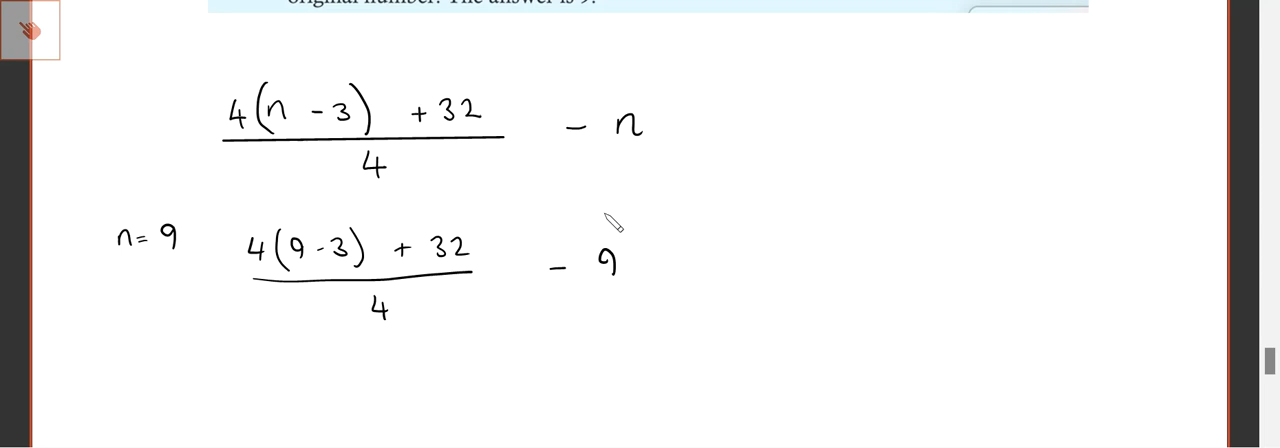 4(n - 3) + 32
4
- n
n = 9
4(9 - 3) + 32
4
- 9